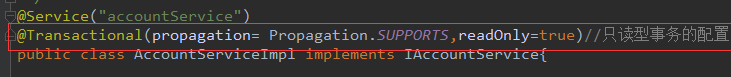 @Service("accountService")
@Transactional(propagation= Propagation.SUPPORTS,readOnly=true)//只读型事务的配置
public class AccountServiceImpl implements IAccountService{